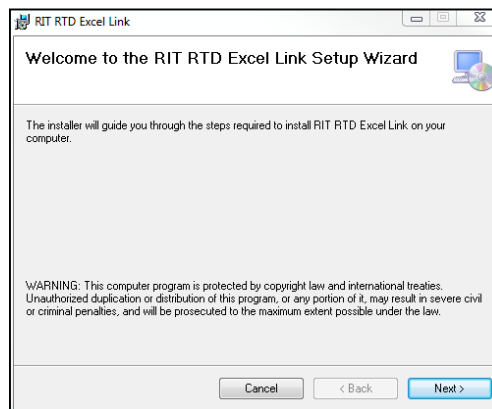 RIT RTD Excel Link
Welcome to the RIT RTD Excel Link Setup Wizard
The installer will guide you through the steps required to install RIT RTD Excel Link on your
computer.
WARNING: This computer program is protected by copyright law and international treaties.
Unauthorized duplication or distribution of this program, or any portion of it, may result in severe civil
or criminal penalties, and will be prosecuted to the maximum extent possible under the law.
Cancel < Back Next >